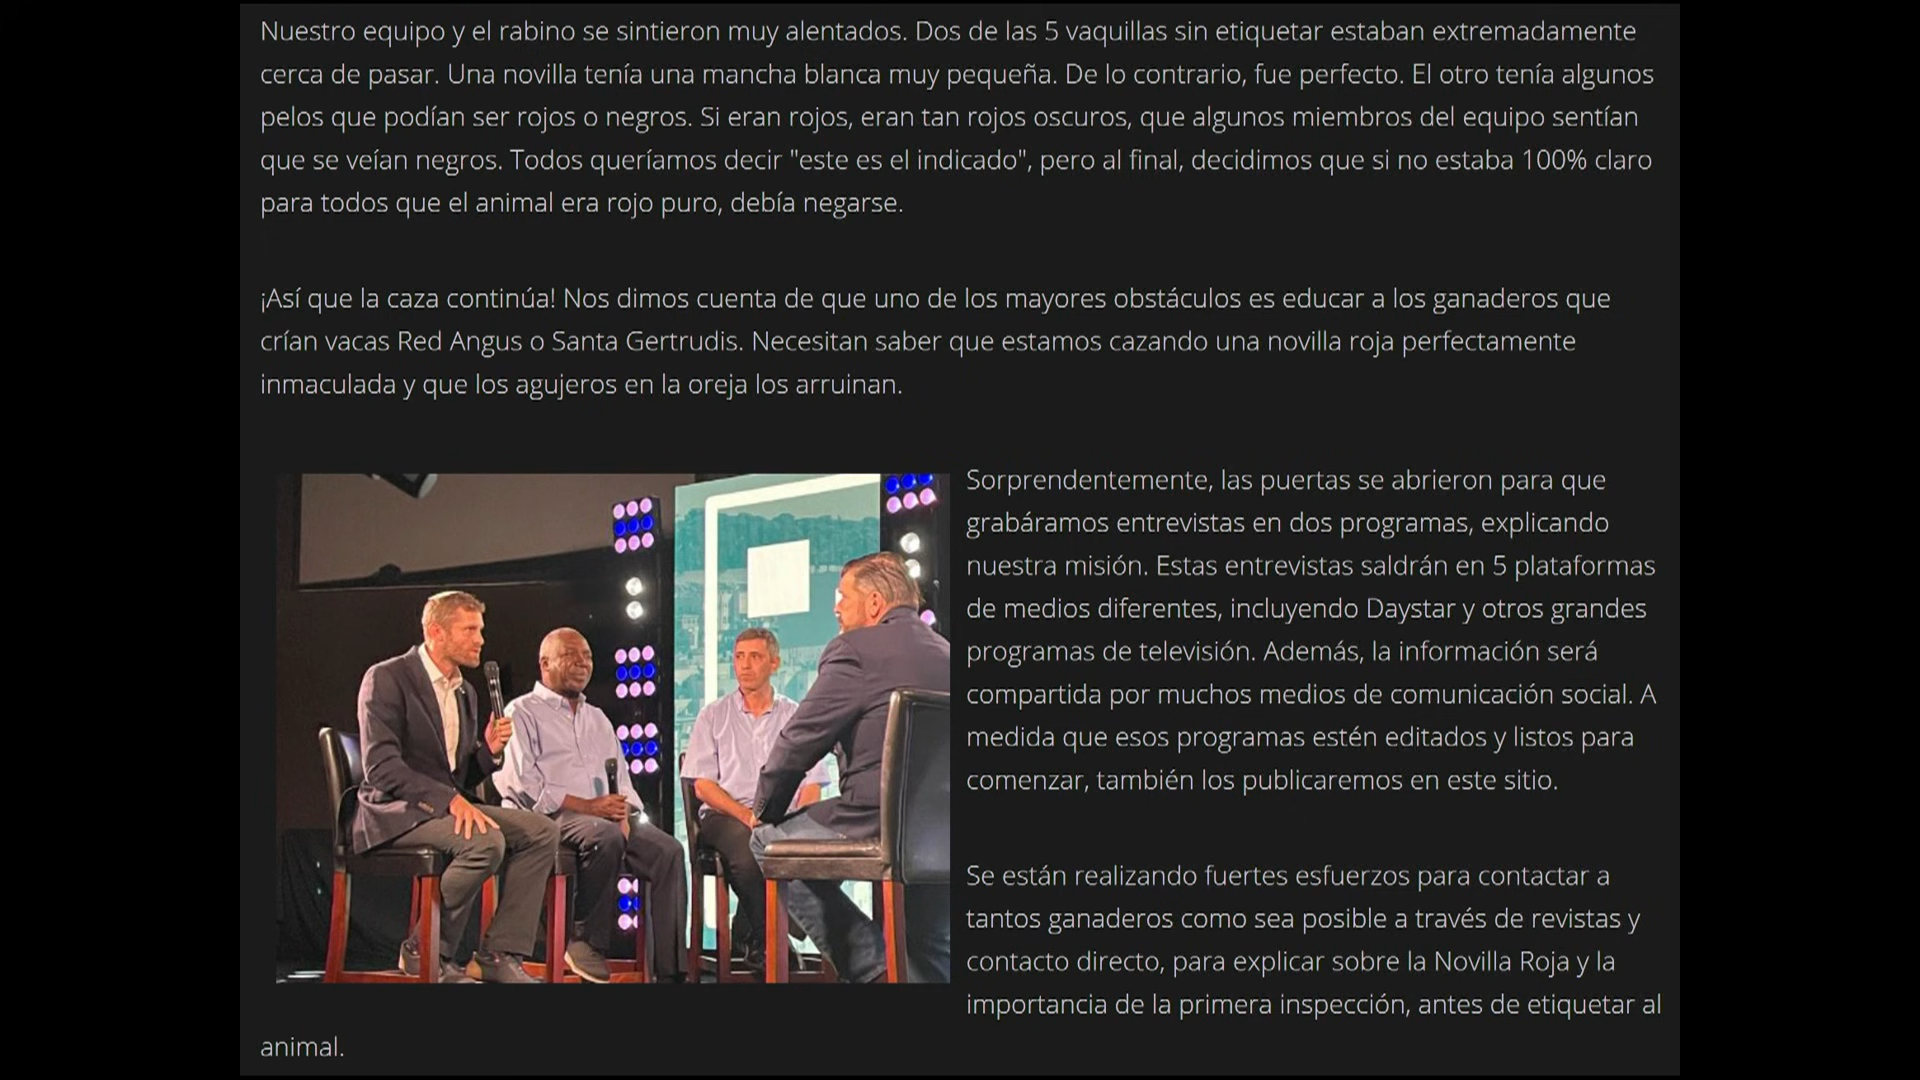 Nuestro equipo y el rabino se sintieron muy alentados. Dos de las 5 vaquillas sin etiquetar estaban extremadamente
cerca de pasar. Una novilla tenía una mancha blanca muy pequeña. De lo contrario, fue perfecto. El otro tenía algunos
pelos que podían ser rojos o negros. Si eran rojos, eran tan rojos oscuros, que algunos miembros del equipo sentían
que se veían negros. Todos queríamos decir "este es el indicado", pero al final, decidimos que si no estaba 100% claro
para todos que el animal era rojo puro, debía negarse.
¡Así que la caza continúa! Nos dimos cuenta de que uno de los mayores obstáculos es educar a los ganaderos que
crían vacas Red Angus o Santa Gertrudis. Necesitan saber que estamos cazando una novilla roja perfectamente
inmaculada y que los agujeros en la oreja los arruinan.
Sorprendentemente, las puertas se abrieron para que
grabáramos entrevistas en dos programas, explicando
nuestra misión. Estas entrevistas saldrán en 5 plataformas
de medios diferentes, incluyendo Daystar y otros grandes
programas de televisión. Además, la información será
compartida por muchos medios de comunicación social. A
medida que esos programas estén editados y listos para
comenzar, también los publicaremos en este sitio.
Se están realizando fuertes esfuerzos para contactar a
tantos ganaderos como sea posible a través de revistas y
contacto directo, para explicar sobre la Novilla Roja y la
importancia de la primera inspección, antes de etiquetar al
animal.